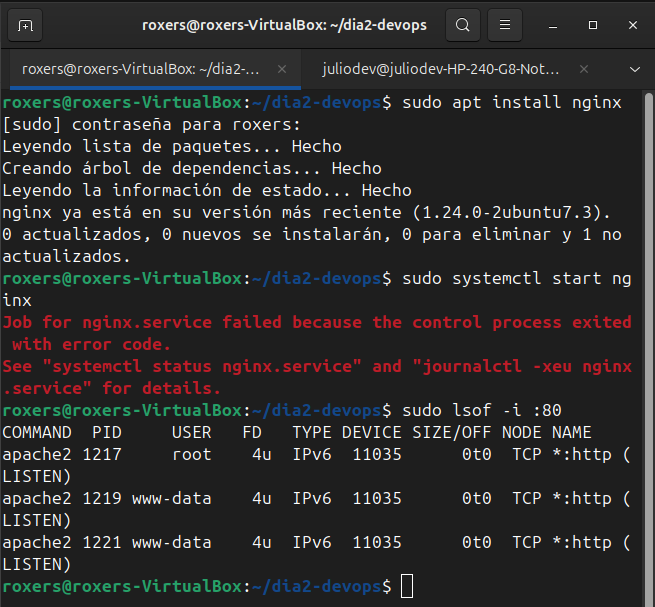 roxers@roxers-VirtualBox: ~/dia2-devops
roxers@roxers-VirtualBox: ~/dia2-... juliodev@juliodev-HP-240-G8-Not...
roxers@roxers-VirtualBox:~/dia2-devops$ sudo apt install nginx
[sudo] contraseña para roxers:
Leyendo lista de paquetes... Hecho
Creando árbol de dependencias... Hecho
Leyendo la información de estado... Hecho
nginx ya está en su versión más reciente (1.24.0-2ubuntu7.3).
0 actualizados, 0 nuevos se instalarán, 0 para eliminar y 1 no
actualizados.
roxers@roxers-VirtualBox:~/dia2-devops$ sudo systemctl start ng
inx
Job for nginx.service failed because the control process exited
 with error code.
See "systemctl status nginx.service" and "journalctl -xeu nginx
.service" for details.
roxers@roxers-VirtualBox:~/dia2-devops$ sudo lsof -i :80
COMMAND  PID     USER   FD   TYPE DEVICE SIZE/OFF NODE NAME
apache2 1217     root    4u  IPv6  11035      0t0  TCP *:http (
LISTEN)
apache2 1219 www-data    4u  IPv6  11035      0t0  TCP *:http (
LISTEN)
apache2 1221 www-data    4u  IPv6  11035      0t0  TCP *:http (
LISTEN)
roxers@roxers-VirtualBox:~/dia2-devops$